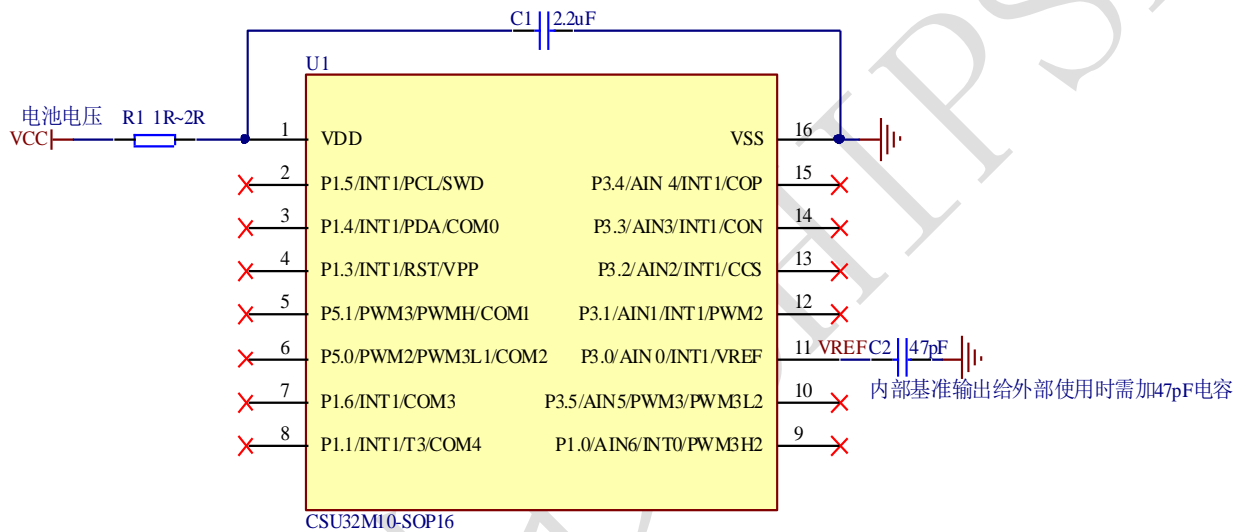 C1 2.2uF
U1
电池电压 R1 1R~2R
VCC
1 VDD VSS 16
2 P1.5/INT1/PCL/SWD P3.4/AIN 4/INT1/COP 15
3 P1.4/INT1/PDA/COM0 P3.3/AIN3/INT1/CON 14
4 P1.3/INT1/RST/VPP P3.2/AIN2/INT1/CCS 13
5 P5.1/PWM3/PWMH/COM1 P3.1/AIN1/INT1/PWM2 12
6 P5.0/PWM2/PWM3L1/COM2 P3.0/AIN 0/INT1/VREF 11 VREF C2 47pF
内部基准输出给外部使用时需加47pF电容
7 P1.6/INT1/COM3 P3.5/AIN5/PWM3/PWM3L2 10
8 P1.1/INT1/T3/COM4 P1.0/AIN6/INT0/PWM3H2 9
CSU32M10-SOP16